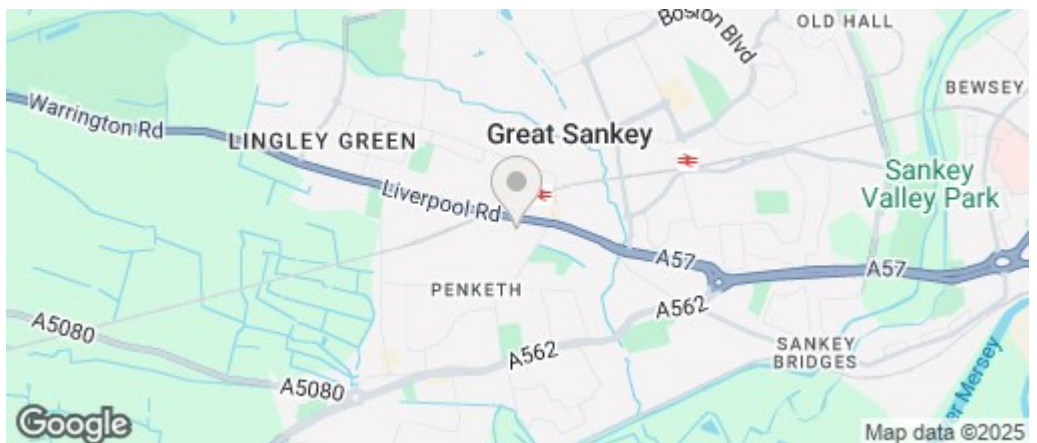 Boston Blvd
OLD HALL
BEWSEY
Warrington Rd
LINGLEY GREEN
Great Sankey
Sankey
Valley Park
Liverpool Rd
A57
A57
PENKETH
A562
A5080
A562
SANKEY
BRIDGES
A5080
Mersey
Google
Map data ©2025